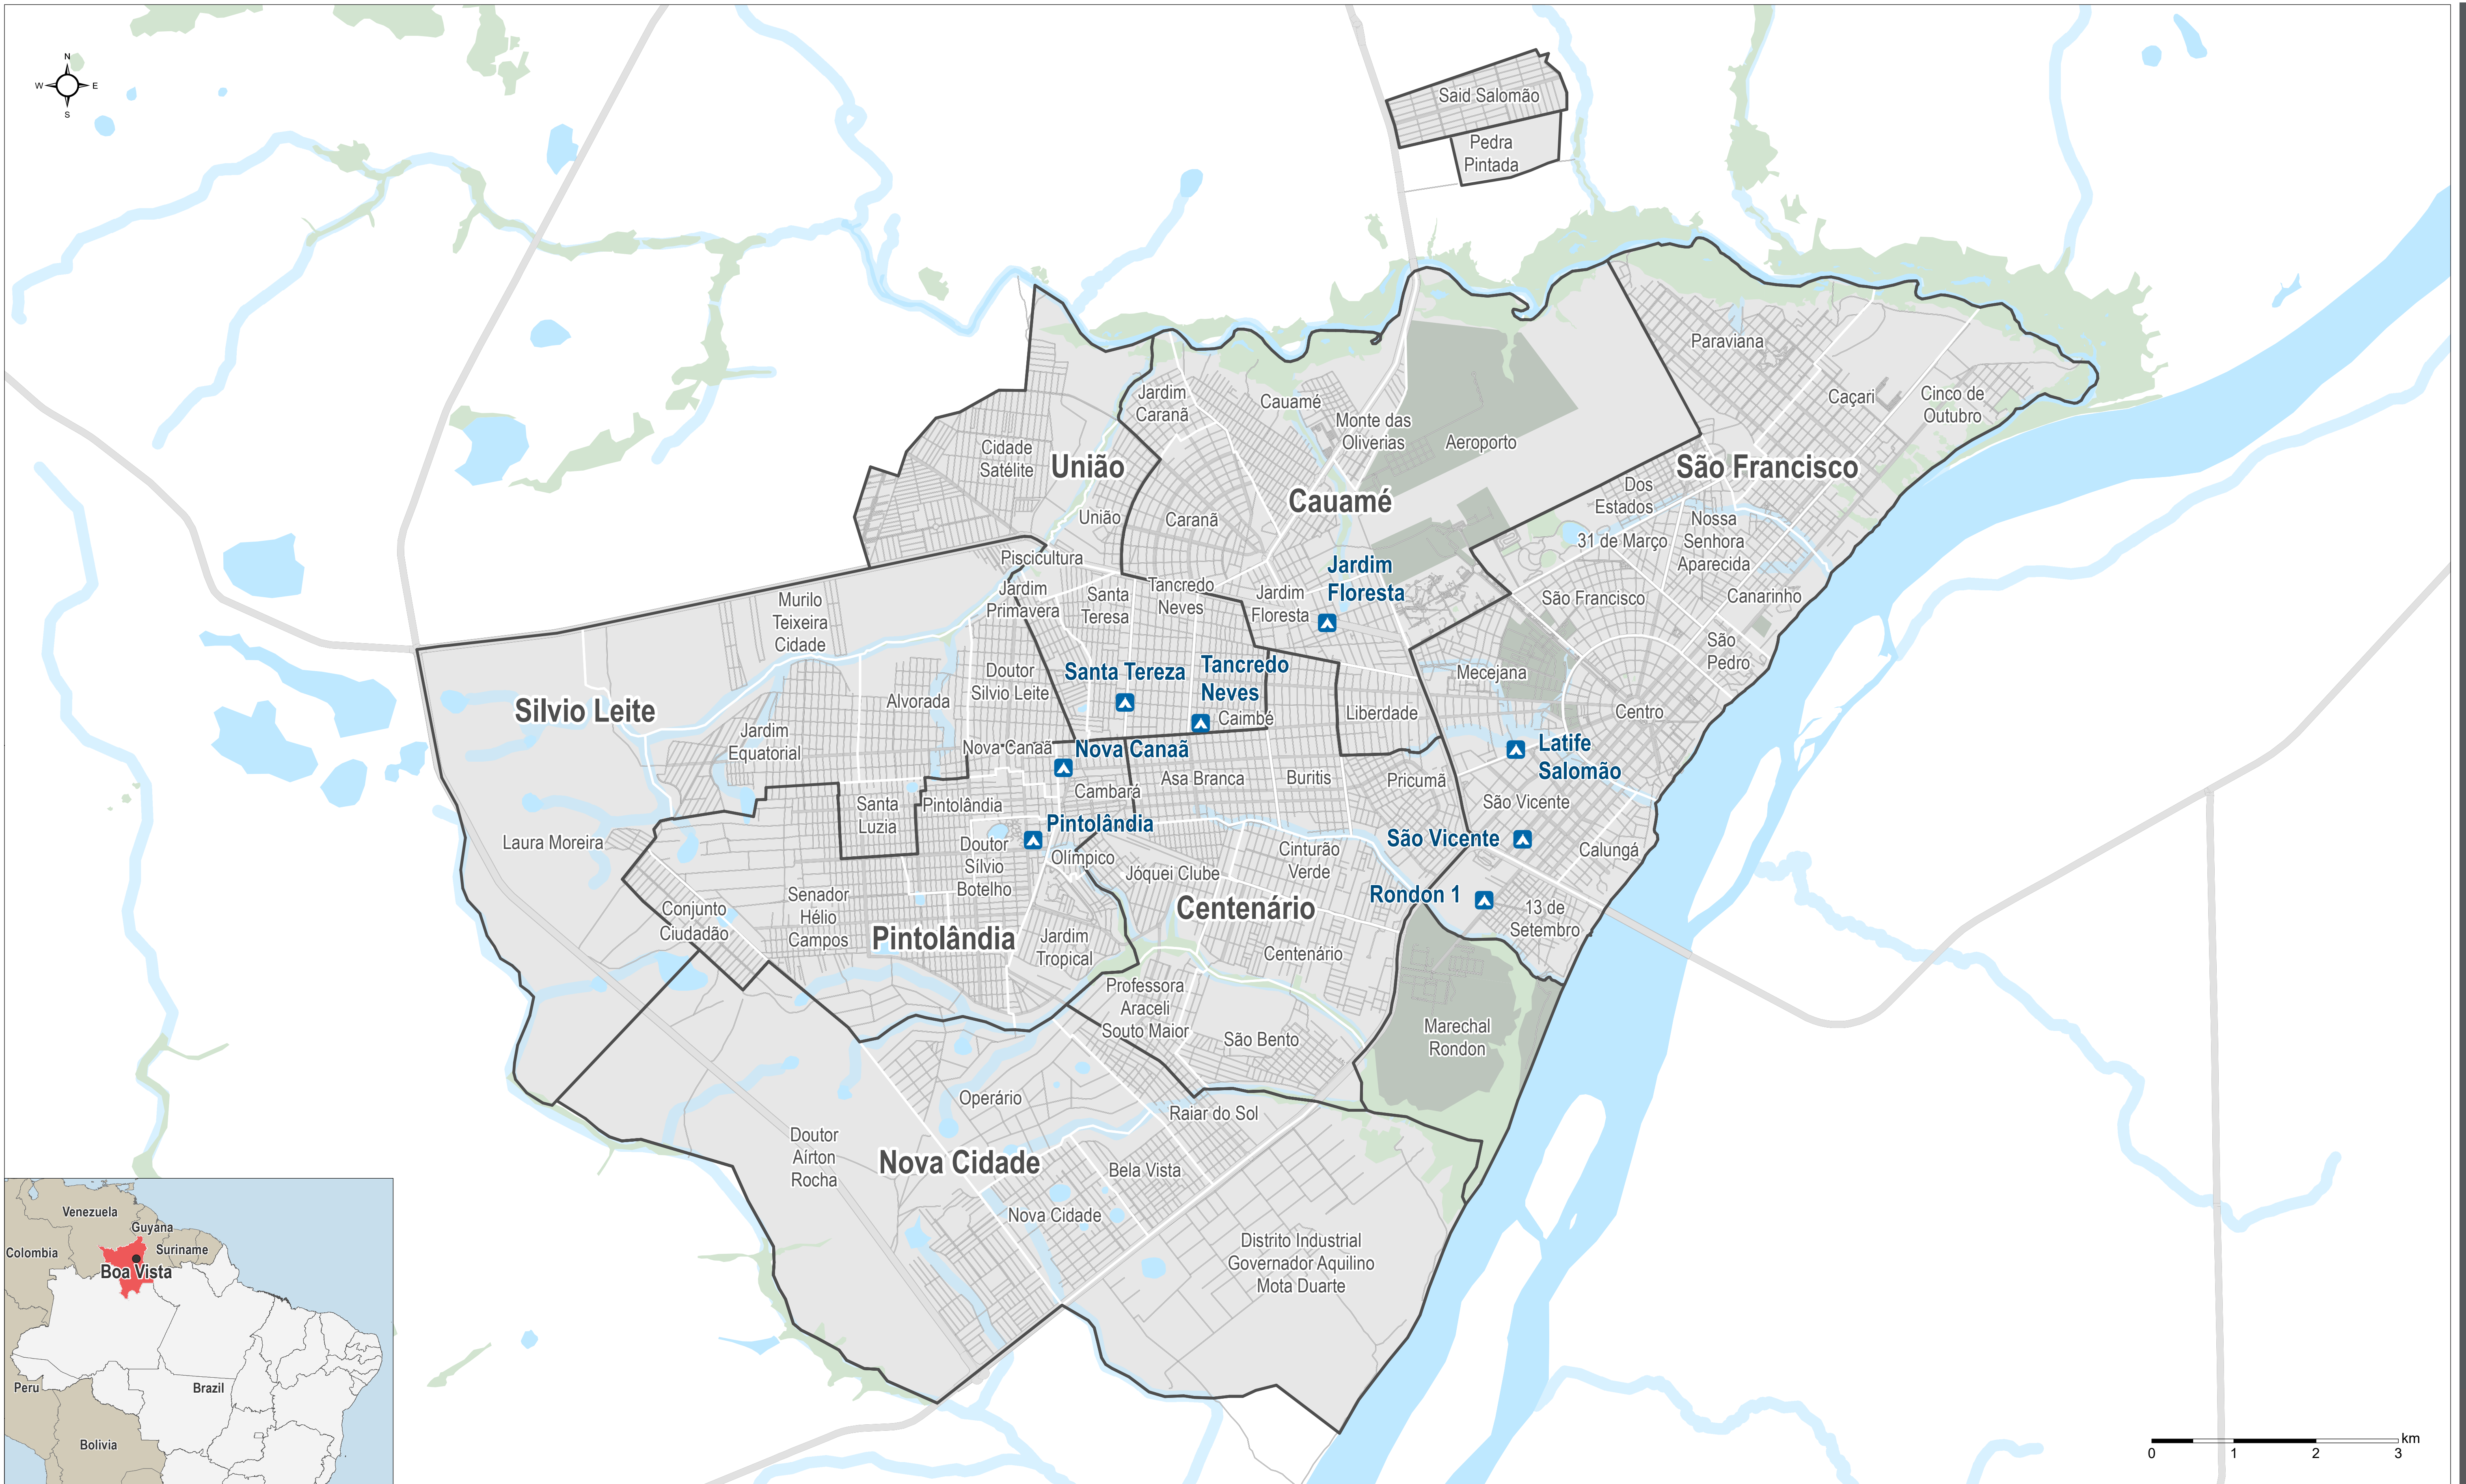 N
W
E
S
Said Salomão
Pedra
Pintada
Paraviana
Caçari
Cinco de
Outubro
Jardim
Caranã
Cauamé
Monte das
Oliverias
Aeroporto
Cidade
Satélite
União
São Francisco
Cauamé
Dos
Estados
União
Caranã
Nossa
Senhora
Aparecida
31 de Março
Piscicultura
Jardim
Floresta
Jardim
Primavera
Santa
Teresa
Tancredo
Neves
Jardim
Floresta
São Francisco
Canarinho
Murilo
Teixeira
Cidade
São
Pedro
Doutor
Silvio Leite
Santa Tereza
Tancredo
Neves
Mecejana
Silvio Leite
Alvorada
Caimbé
Liberdade
Centro
Jardim
Equatorial
Nova Canaã
Nova Canaã
Latife
Salomão
Asa Branca
Buritis
Pricumã
Cambará
Santa
Luzia
Pintolândia
São Vicente
Pintolândia
Laura Moreira
São Vicente
Doutor
Sílvio
Botelho
Olímpico
Cinturão
Verde
Calungá
Jóquei Clube
Senador
Hélio
Campos
Rondon 1
Conjunto
Ciudadão
Centenário
13 de
Setembro
Pintolândia
Jardim
Tropical
Centenário
Professora
Araceli
Souto Maior
São Bento
Marechal
Rondon
Operário
Raiar do Sol
Doutor
Aírton
Rocha
Nova Cidade
Bela Vista
Nova Cidade
Distrito Industrial
Governador Aquilino
Mota Duarte
Venezuela
Guyana
Suriname
Colombia
Boa Vista
Peru
Brazil
Bolivia
km
0 1 2 3